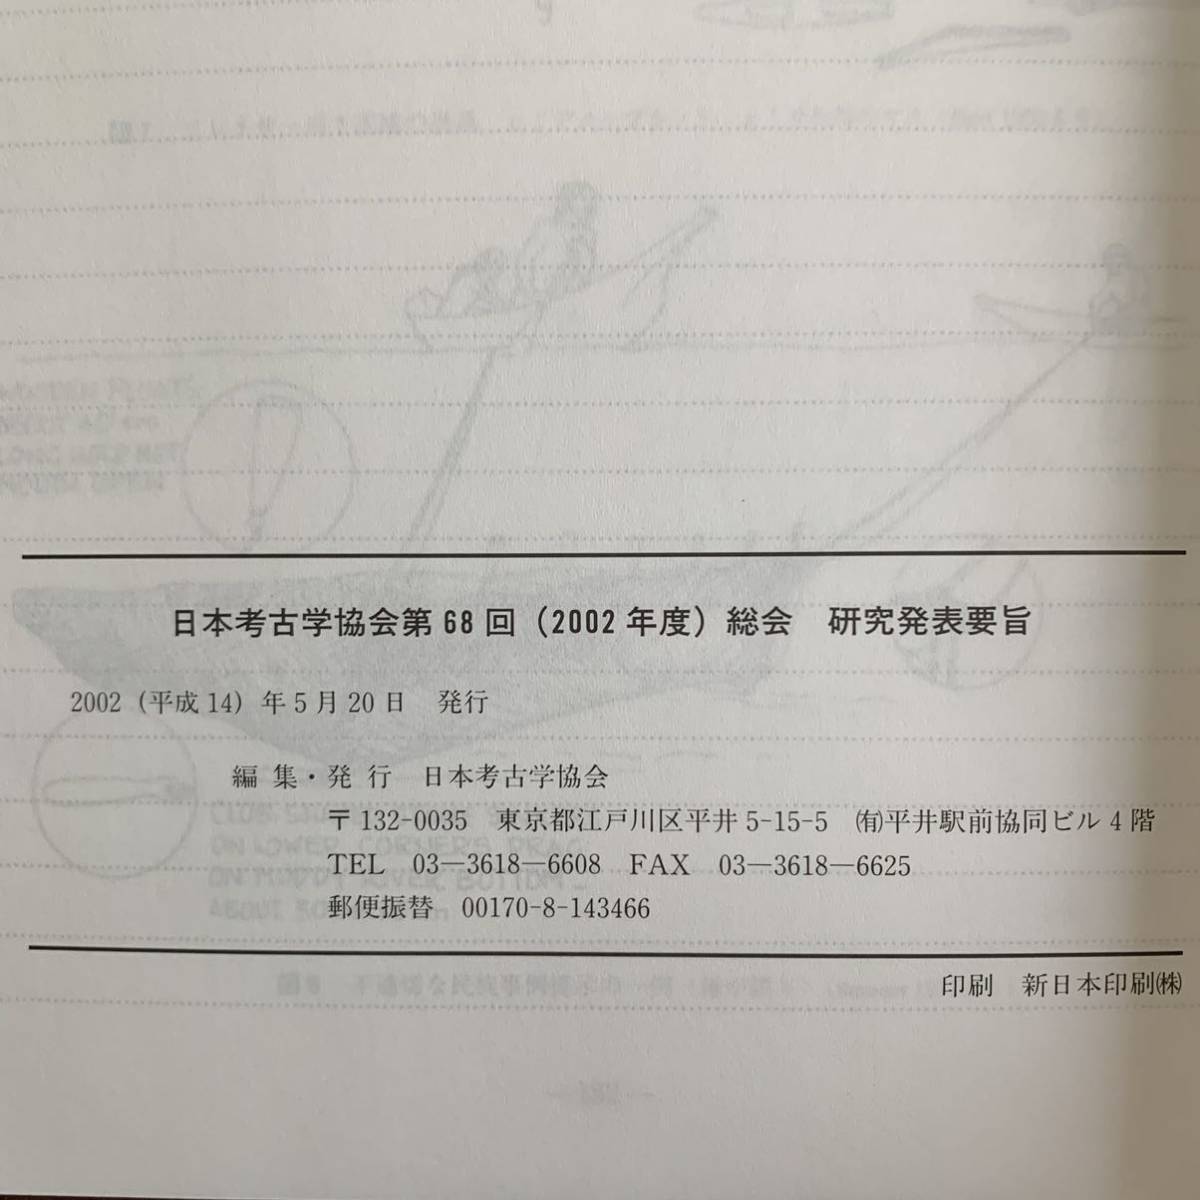 日本考古学協会第68回（2002年度）総会　研究発表要旨
2002（平成14）年5月20日　発行
編 集・発 行　日本考古学協会
〒132-0035　東京都江戸川区平井5-15-5　㈲平井駅前協同ビル4階
TEL　03―3618―6608　FAX　03―3618―6625
郵便振替　00170-8-143466
印刷　新日本印刷㈱